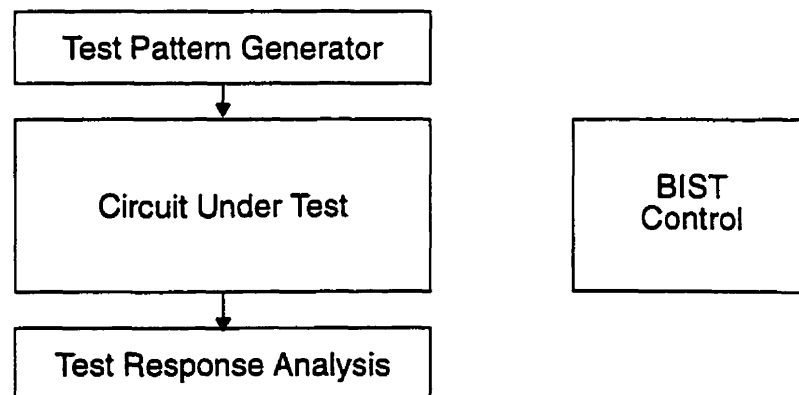 Test Pattern Generator
Circuit Under Test
BIST
Control
Test Response Analysis